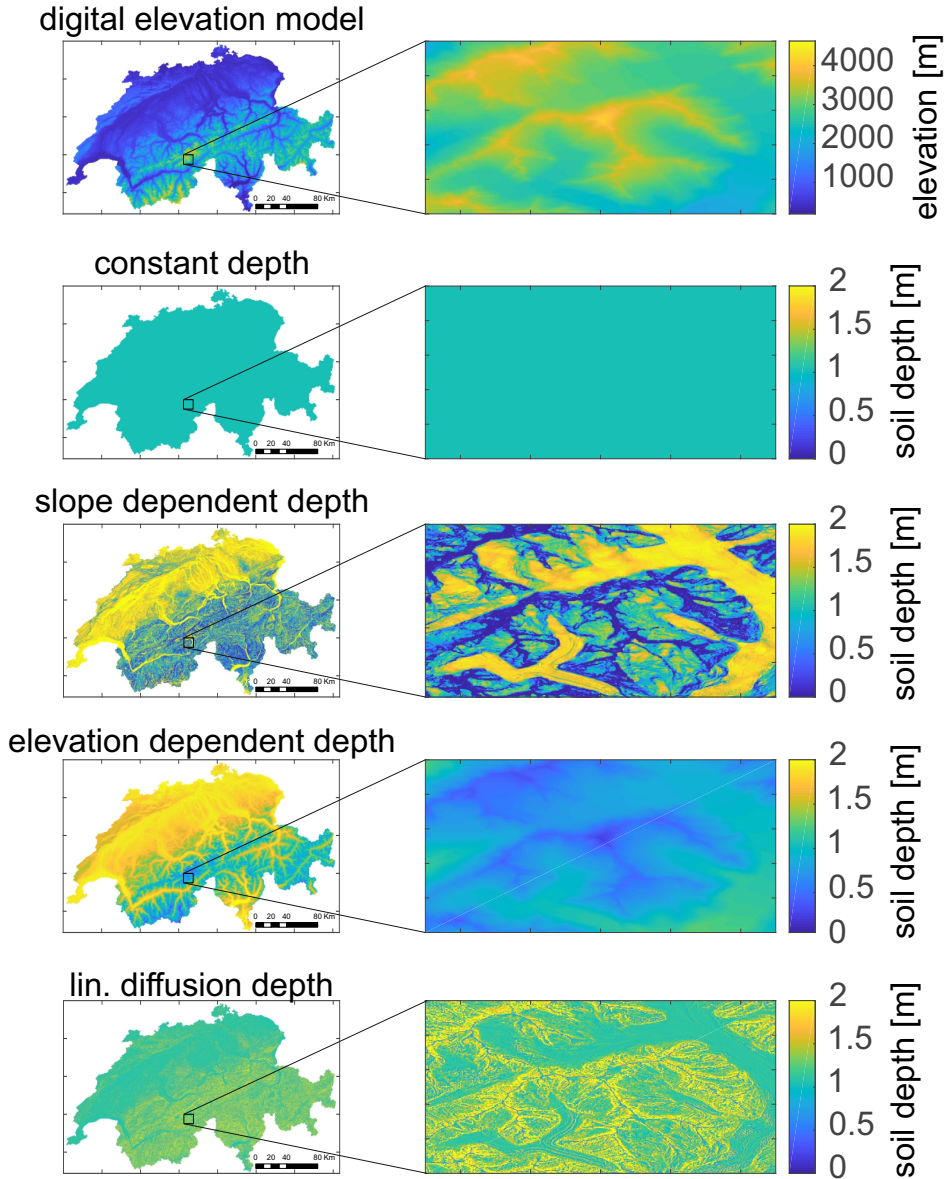 digital elevation model
0 20 40 80 Km
4000
3000
2000
1000
elevation [m]
constant depth
0 20 40 80 Km
2
1.5
1
0.5
0
soil depth [m]
slope dependent depth
0 20 40 80 Km
2
1.5
1
0.5
0
soil depth [m]
elevation dependent depth
0 20 40 80 Km
2
1.5
1
0.5
0
soil depth [m]
lin. diffusion depth
0 20 40 80 Km
2
1.5
1
0.5
0
soil depth [m]